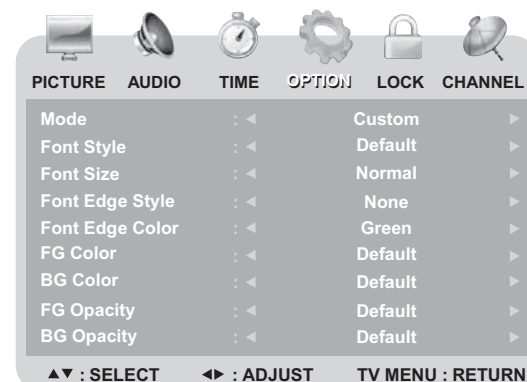 PICTURE AUDIO TIME OPTION LOCK CHANNEL
Mode : ◀ Custom ▶
Font Style : ◀ Default ▶
Font Size : ◀ Normal ▶
Font Edge Style : ◀ None ▶
Font Edge Color : ◀ Green ▶
FG Color : ◀ Default ▶
BG Color : ◀ Default ▶
FG Opacity : ◀ Default ▶
BG Opacity : ◀ Default ▶
▲▼ : SELECT ◀▶ : ADJUST TV MENU : RETURN